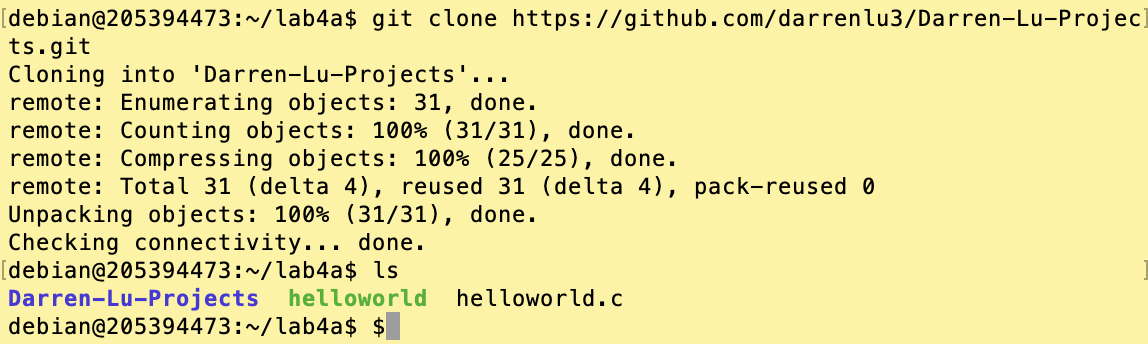 [debian@205394473:~/lab4a$ git clone https://github.com/darrenlu3/Darren-Lu-Projec]
ts.git
Cloning into 'Darren-Lu-Projects'...
remote: Enumerating objects: 31, done.
remote: Counting objects: 100% (31/31), done.
remote: Compressing objects: 100% (25/25), done.
remote: Total 31 (delta 4), reused 31 (delta 4), pack-reused 0
Unpacking objects: 100% (31/31), done.
Checking connectivity... done.
[debian@205394473:~/lab4a$ ls ]
Darren-Lu-Projects  helloworld  helloworld.c
debian@205394473:~/lab4a$ $